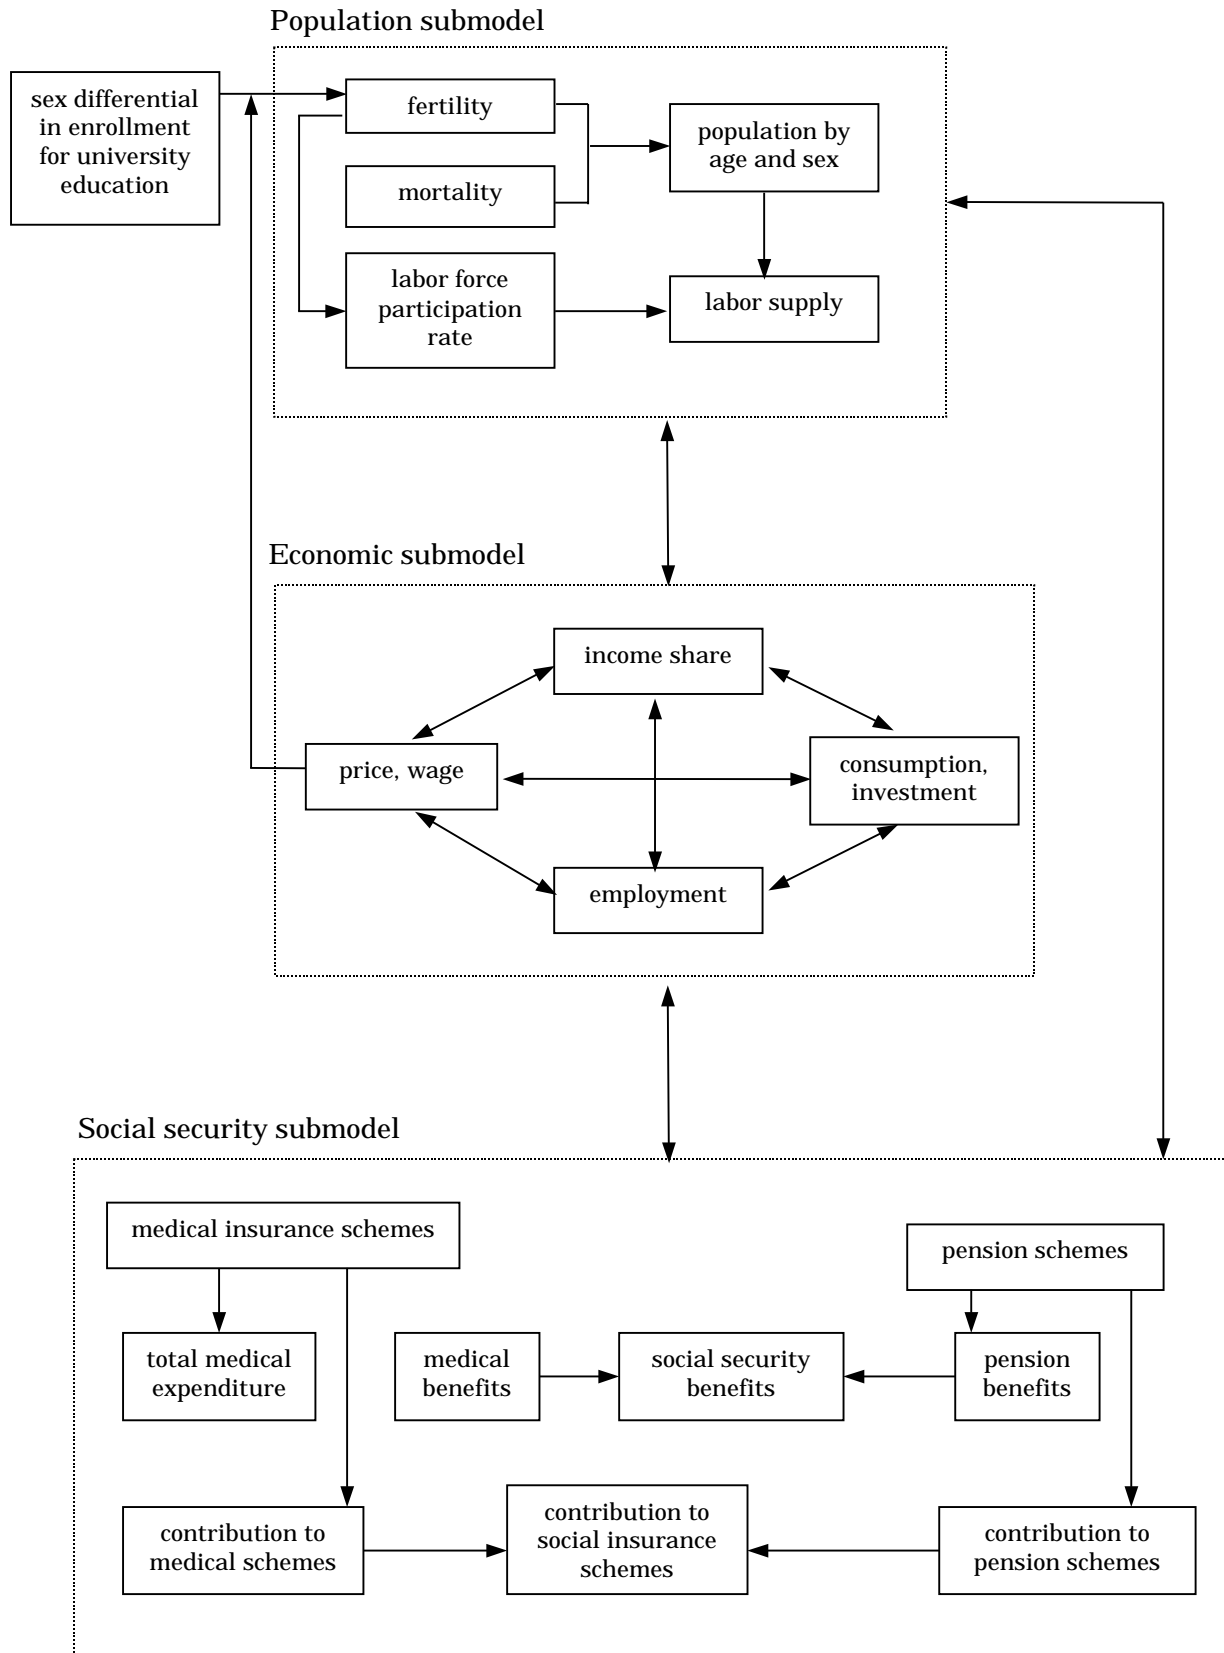 Population submodel
sex differential
in enrollment
for university
education
fertility
mortality
population by
age and sex
labor force
participation
rate
labor supply
Economic submodel
income share
price, wage
consumption,
investment
employment
Social security submodel
medical insurance schemes
pension schemes
total medical
expenditure
medical
benefits
social security
benefits
pension
benefits
contribution to
medical schemes
contribution to
social insurance
schemes
contribution to
pension schemes